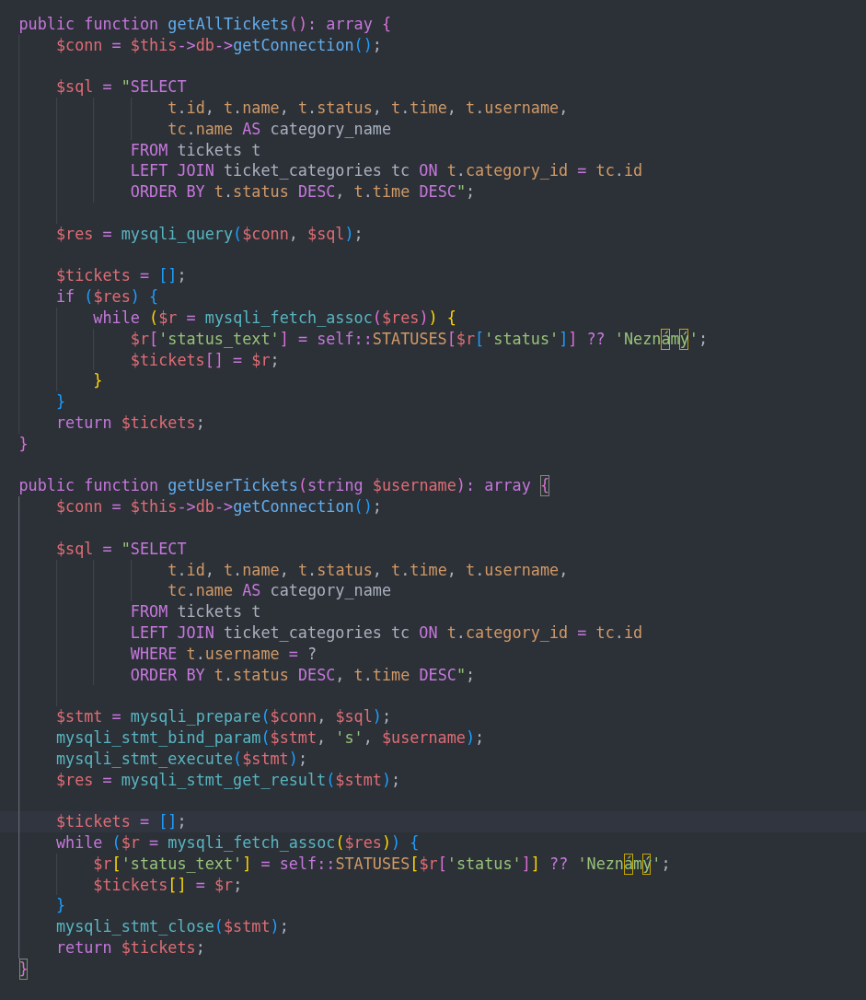 public function getAllTickets(): array {
    $conn = $this->db->getConnection();

    $sql = "SELECT
                t.id, t.name, t.status, t.time, t.username,
                tc.name AS category_name
            FROM tickets t
            LEFT JOIN ticket_categories tc ON t.category_id = tc.id
            ORDER BY t.status DESC, t.time DESC";

    $res = mysqli_query($conn, $sql);

    $tickets = [];
    if ($res) {
        while ($r = mysqli_fetch_assoc($res)) {
            $r['status_text'] = self::STATUSES[$r['status']] ?? 'Neznámý';
            $tickets[] = $r;
        }
    }
    return $tickets;
}

public function getUserTickets(string $username): array {
    $conn = $this->db->getConnection();

    $sql = "SELECT
                t.id, t.name, t.status, t.time, t.username,
                tc.name AS category_name
            FROM tickets t
            LEFT JOIN ticket_categories tc ON t.category_id = tc.id
            WHERE t.username = ?
            ORDER BY t.status DESC, t.time DESC";

    $stmt = mysqli_prepare($conn, $sql);
    mysqli_stmt_bind_param($stmt, 's', $username);
    mysqli_stmt_execute($stmt);
    $res = mysqli_stmt_get_result($stmt);

    $tickets = [];
    while ($r = mysqli_fetch_assoc($res)) {
        $r['status_text'] = self::STATUSES[$r['status']] ?? 'Neznámý';
        $tickets[] = $r;
    }
    mysqli_stmt_close($stmt);
    return $tickets;
}